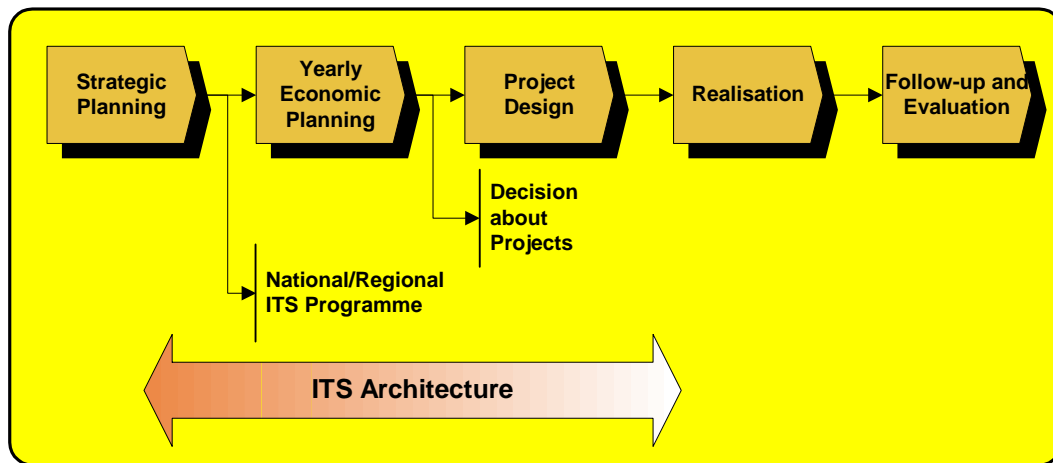 Strategic
Planning
Yearly
Economic
Planning
Project
Design
Realisation
Follow-up and
Evaluation
Decision
about
Projects
National/Regional
ITS Programme
ITS Architecture